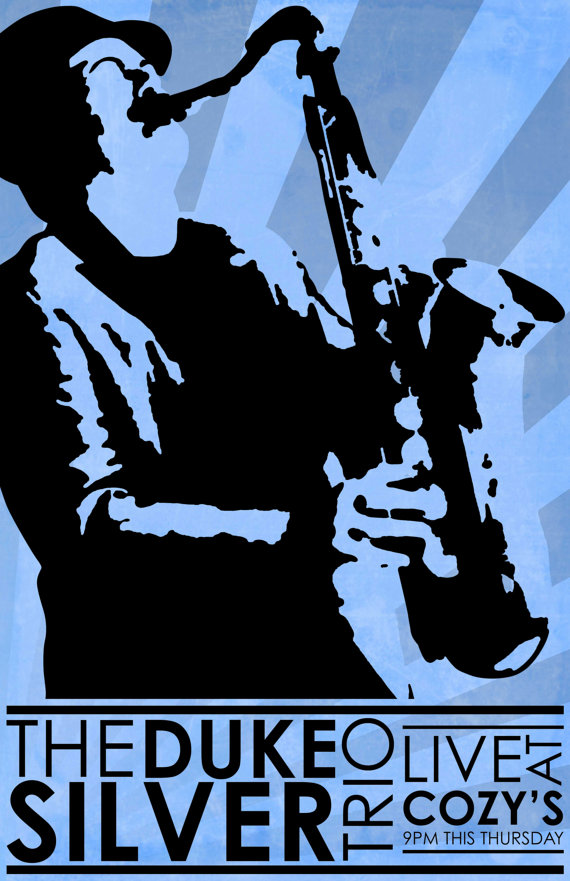 THE DUKE
SILVER
TRIO
LIVE
AT
COZY'S
9PM THIS THURSDAY